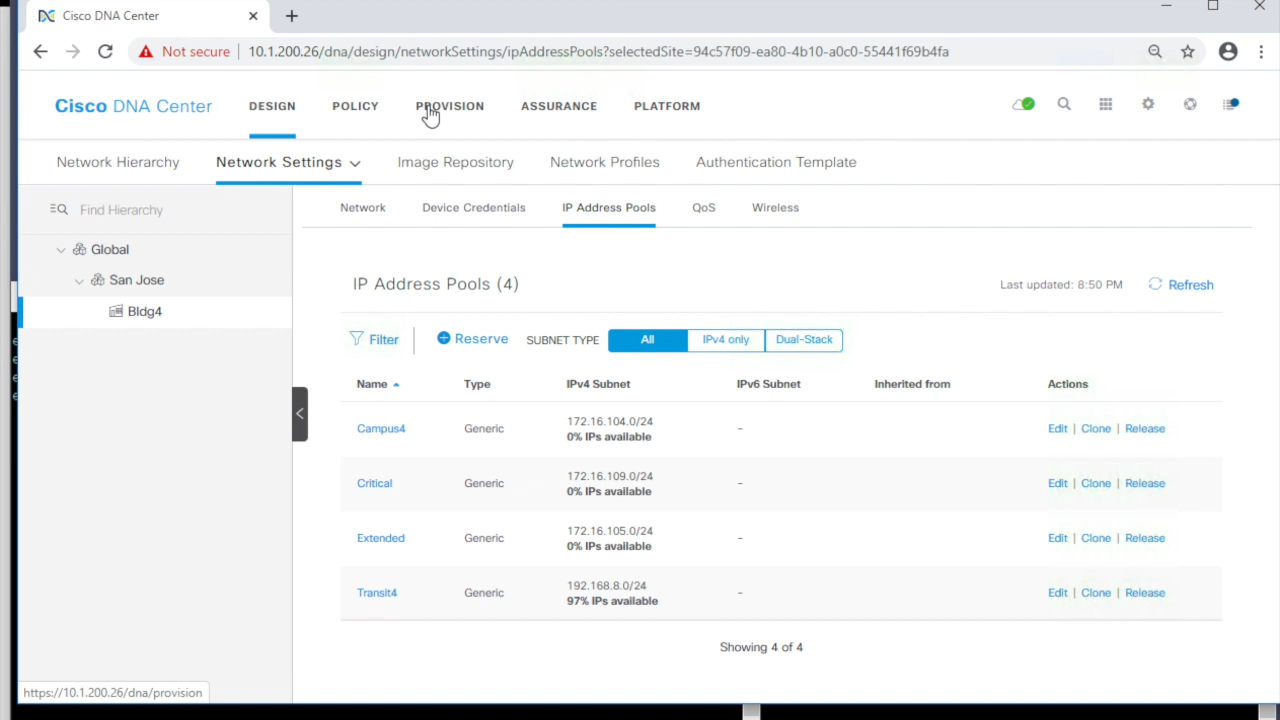 Cisco DNA Center
Not secure
10.1.200.26/dna/design/networkSettings/ipAddressPools?selectedSite=94c57f09-ea80-4b10-a0c0-55441f69b4fa
Cisco DNA Center
DESIGN
POLICY
PROVISION
ASSURANCE
PLATFORM
Network Hierarchy
Network Settings
Image Repository
Network Profiles
Authentication Template
Find Hierarchy
Global
San Jose
Bldg4
Network
Device Credentials
IP Address Pools
QoS
Wireless
IP Address Pools (4)
Last updated: 8:50 PM
Refresh
Filter
Reserve
SUBNET TYPE
All
IPv4 only
Dual-Stack
Name Type IPv4 Subnet IPv6 Subnet Inherited from Actions
Campus4 Generic 172.16.104.0/24 - Edit | Clone | Release
0% IPs available
Critical Generic 172.16.109.0/24 - Edit | Clone | Release
0% IPs available
Extended Generic 172.16.105.0/24 - Edit | Clone | Release
0% IPs available
Transit4 Generic 192.168.8.0/24 - Edit | Clone | Release
97% IPs available
Showing 4 of 4
https://10.1.200.26/dna/provision